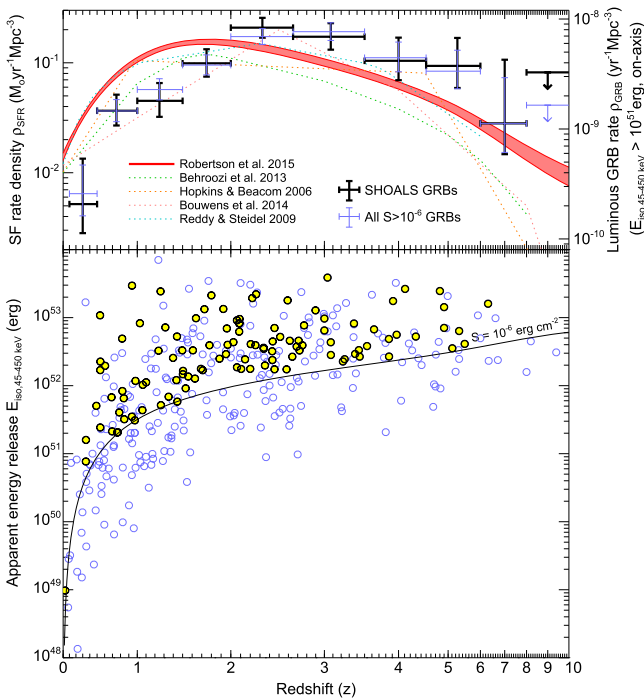 SF rate density ρSFR (M☉yr⁻¹Mpc⁻³)
10⁻¹
10⁻²
Robertson et al. 2015
Behroozi et al. 2013
Hopkins & Beacom 2006
Bouwens et al. 2014
Reddy & Steidel 2009
SHOALS GRBs
All S>10⁻⁶ GRBs
10⁻⁸
10⁻⁹
10⁻¹⁰
Luminous GRB rate ρGRB (yr⁻¹Mpc⁻³)
(Eiso,45-450 keV > 10⁵¹erg, on-axis)
Apparent energy release Eiso,45-450 keV (erg)
10⁵³
10⁵²
10⁵¹
10⁵⁰
10⁴⁹
10⁴⁸
S = 10⁻⁶ erg cm⁻²
0 1 2 3 4 5 6 7 8 9 10
Redshift (z)